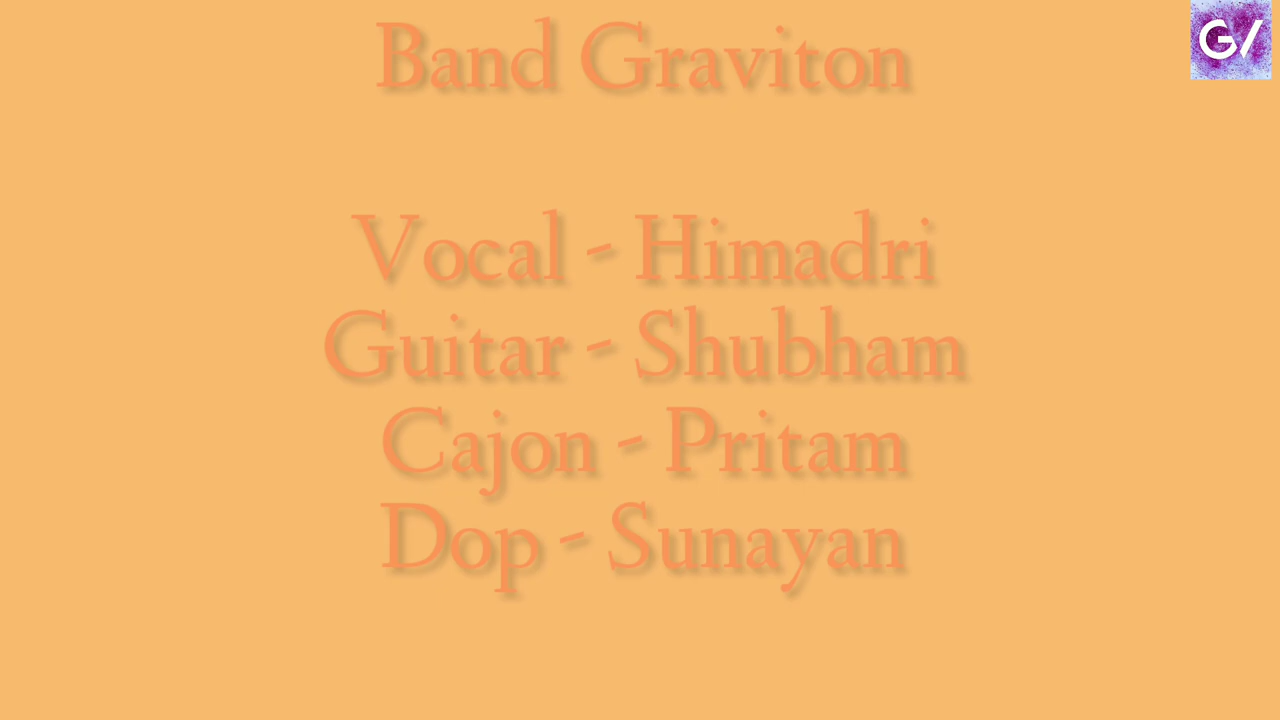 Band Graviton
G/
Vocal - Himadri
Guitar - Shubham
Cajon - Pritam
Dop - Sunayan